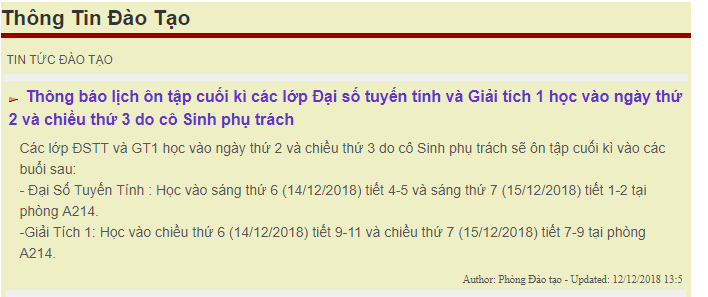 Thông Tin Đào Tạo
TIN TỨC ĐÀO TẠO
Thông báo lịch ôn tập cuối kì các lớp Đại số tuyến tính và Giải tích 1 học vào ngày thứ
2 và chiều thứ 3 do cô Sinh phụ trách
Các lớp ĐSTT và GT1 học vào ngày thứ 2 và chiều thứ 3 do cô Sinh phụ trách sẽ ôn tập cuối kì vào các
buổi sau:
- Đại Số Tuyến Tính : Học vào sáng thứ 6 (14/12/2018) tiết 4-5 và sáng thứ 7 (15/12/2018) tiết 1-2 tại
phòng A214.
-Giải Tích 1: Học vào chiều thứ 6 (14/12/2018) tiết 9-11 và chiều thứ 7 (15/12/2018) tiết 7-9 tại phòng
A214.
Author: Phòng Đào tạo - Updated: 12/12/2018 13:5